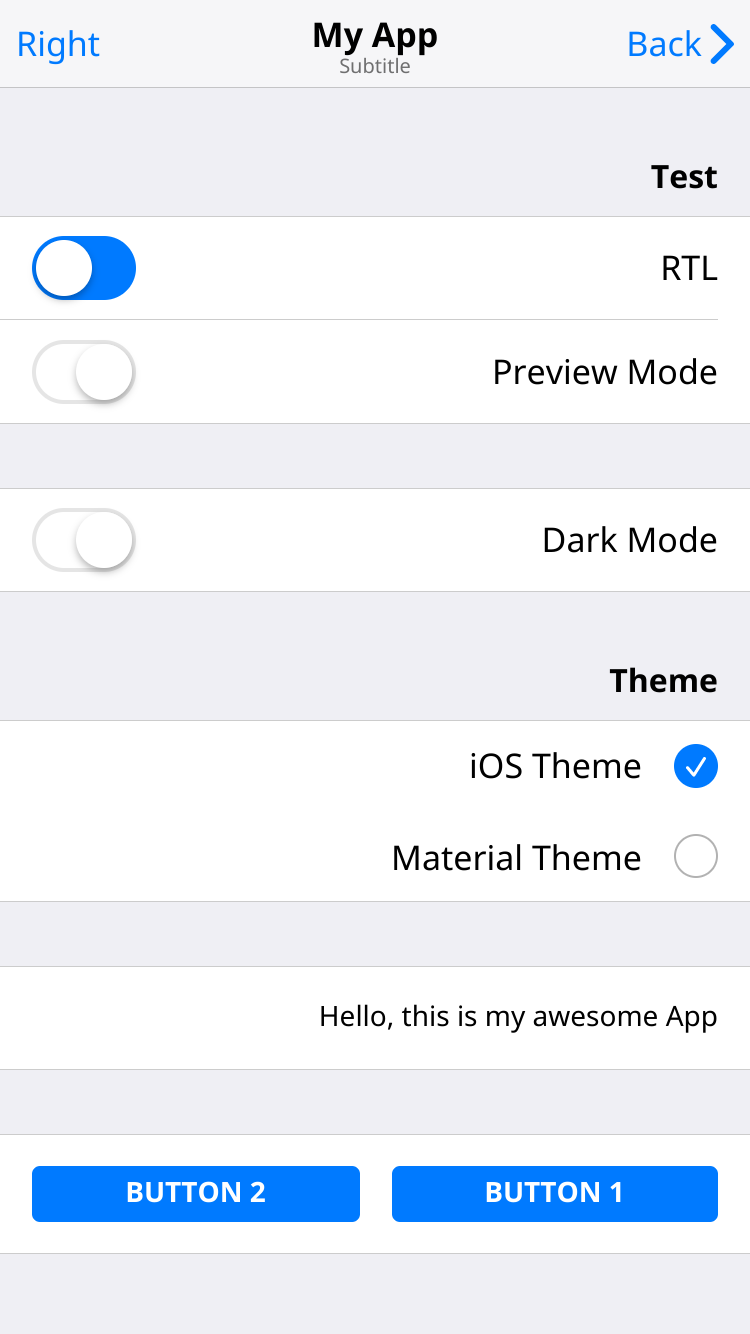 Right
My App
Subtitle
Back
Test
RTL
Preview Mode
Dark Mode
Theme
iOS Theme
Material Theme
Hello, this is my awesome App
BUTTON 2
BUTTON 1